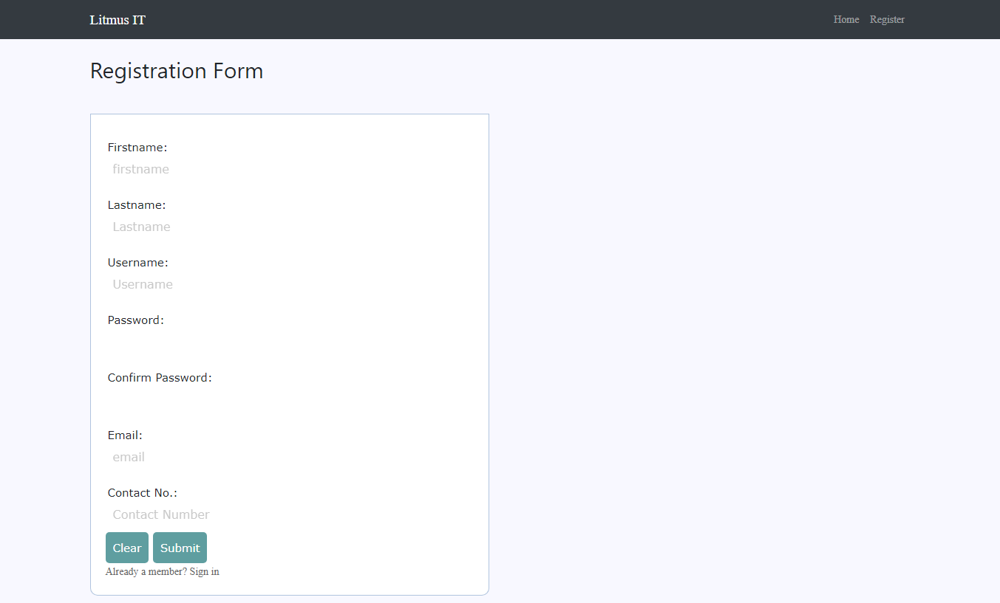 Litmus IT Home Register
Registration Form
Firstname:
firstname
Lastname:
Lastname
Username:
Username
Password:
Confirm Password:
Email:
email
Contact No.:
Contact Number
Clear Submit
Already a member? Sign in